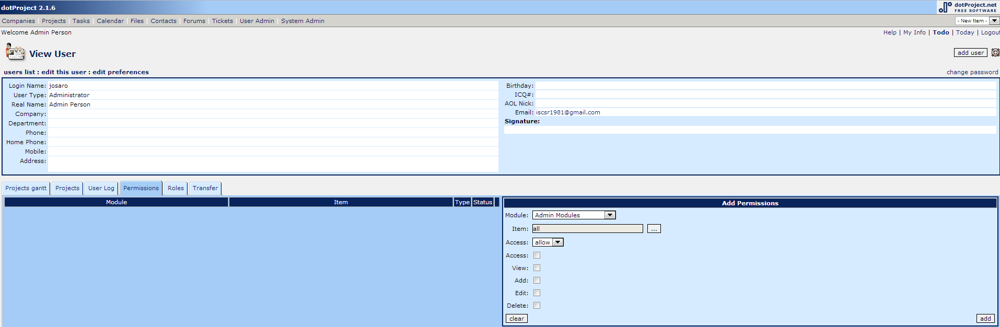 dotProject 2.1.6
dotProject.net
FREE SOFTWARE
Companies | Projects | Tasks | Calendar | Files | Contacts | Forums | Tickets | User Admin | System Admin
- New Item -
Welcome Admin Person
Help | My Info | Todo | Today | Logout
View User
add user
users list : edit this user : edit preferences
change password
Login Name: josaro
User Type: Administrator
Real Name: Admin Person
Company:
Department:
Phone:
Home Phone:
Mobile:
Address:
Birthday:
ICQ#:
AOL Nick:
Email: iscsr1981@gmail.com
Signature:
Projects gantt Projects User Log Permissions Roles Transfer
Module Item Type Status
Add Permissions
Module: Admin Modules
Item: all ...
Access: allow
Access:
View:
Add:
Edit:
Delete:
clear add